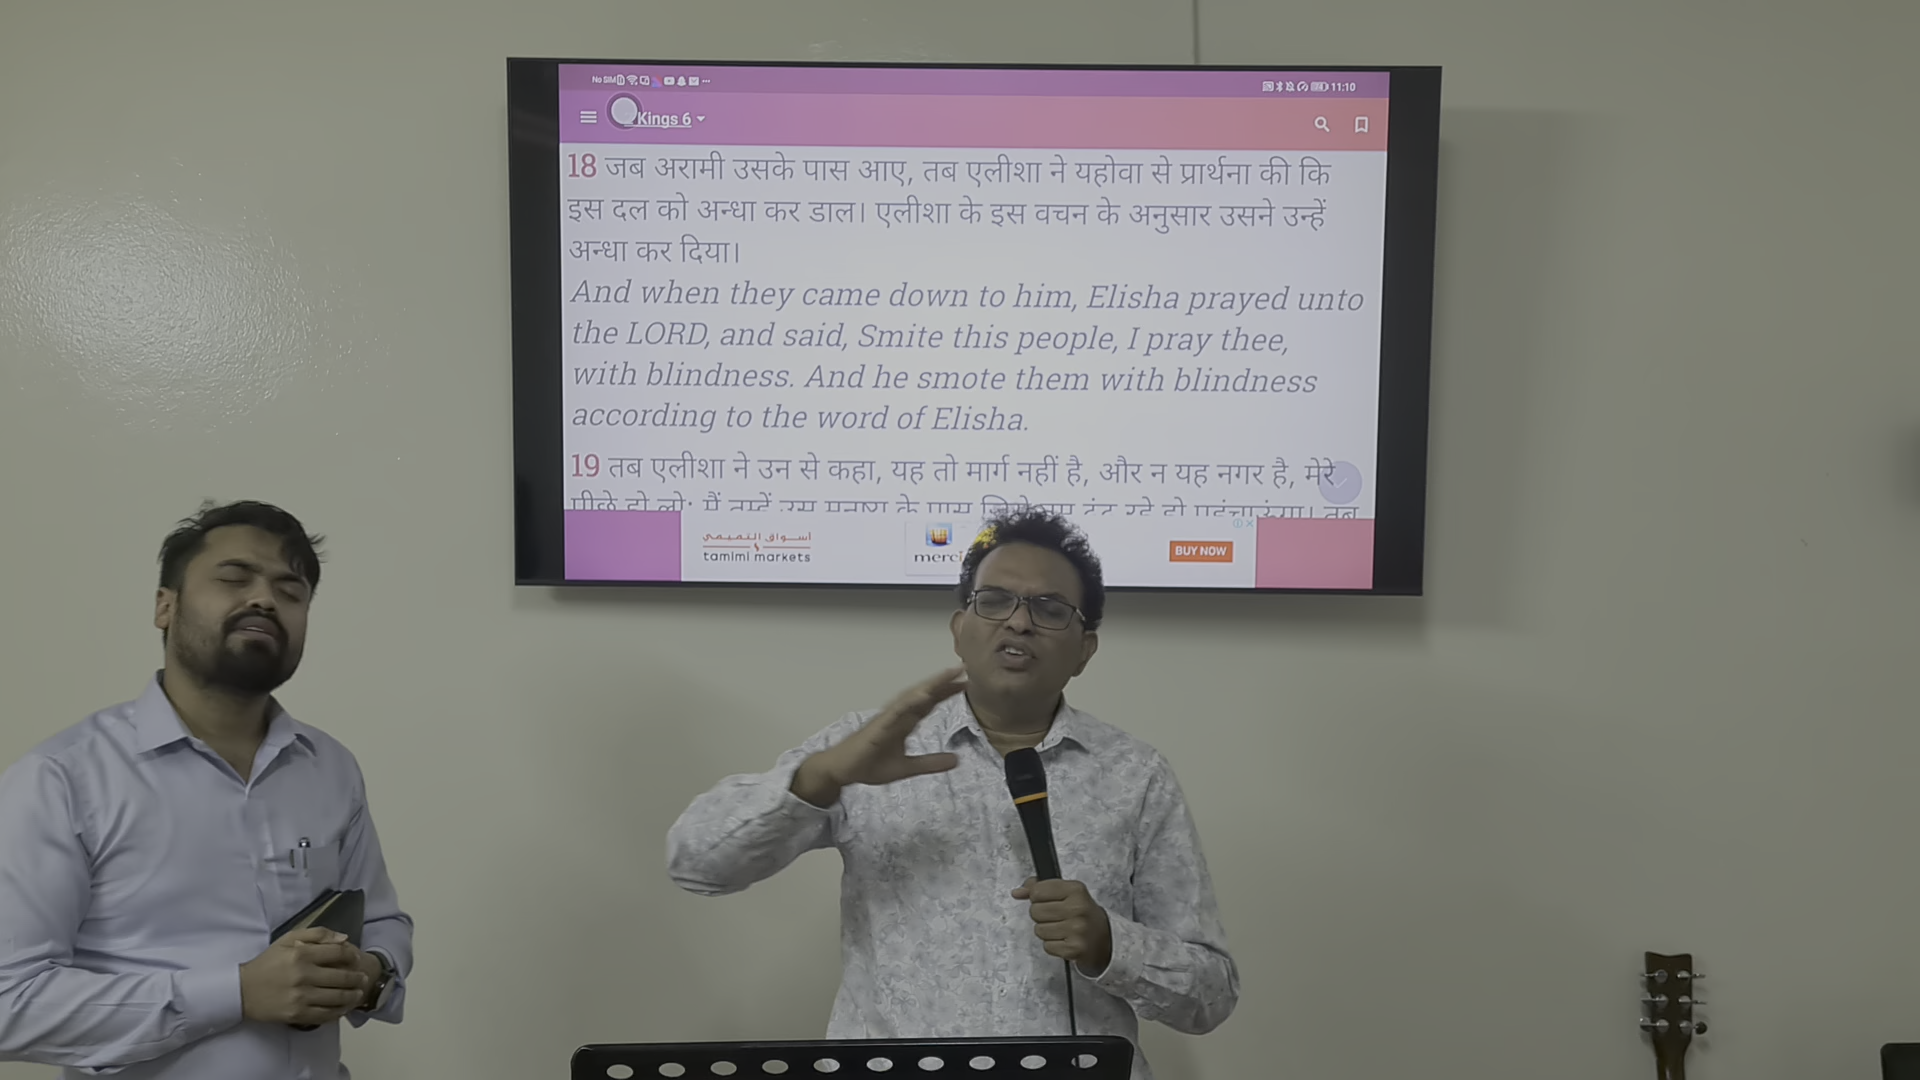 No SIM 11:10
Kings 6
18 जब अरामी उसके पास आए, तब एलीशा ने यहोवा से प्रार्थना की कि
इस दल को अन्धा कर डाल। एलीशा के इस वचन के अनुसार उसने उन्हें
अन्धा कर दिया।
And when they came down to him, Elisha prayed unto
the LORD, and said, Smite this people, I pray thee,
with blindness. And he smote them with blindness
according to the word of Elisha.
19 तब एलीशा ने उन से कहा, यह तो मार्ग नहीं है, और न यह नगर है, मेरे
أسواق التميمي
tamimi markets
BUY NOW